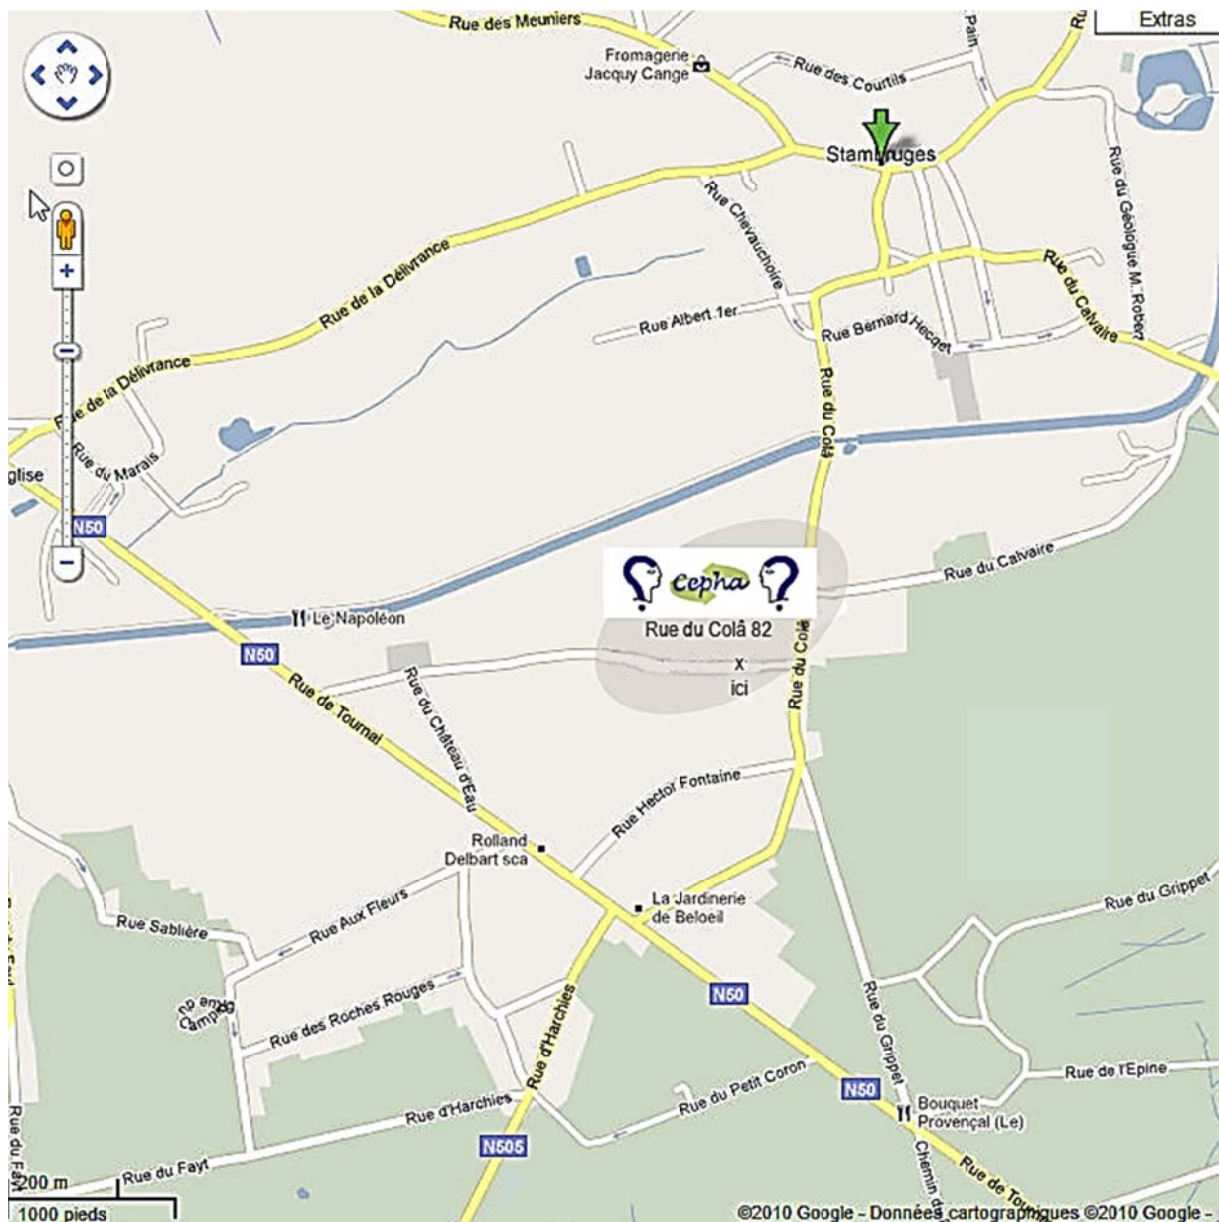 Extras
Rue des Meuniers
Pain
Fromagerie
Jacquy Cange
Rue des Courtils
Stambruges
Rue du Géologue M. Robert
Rue Chevauchoire
Rue de la Délivrance
Rue du Calvaire
Rue Albert 1er
Rue Bernard Hecqet
Rue de la Délivrance
Rue du Colâ
Rue du Marais
glise
N50
Rue du Calvaire
cepha
Le Napoléon
Rue du Colâ 82
Rue du Colâ
N50
x
ici
Rue de Tournai
Rue du Château d'Eau
Rue Hector Fontaine
Rolland
Delbart sca
La Jardinerie
de Beloeil
Rue du Grippet
Rue Aux Fleurs
Rue Sablière
N50
Rue des Roches Rouges
Rue du Grippet
Rue d'Harchies
Rue de l'Epine
Rue du Petit Coron
N50
Rue d'Harchies
Bouquet
Provençal (Le)
N505
Chemin de
Rue du Fayt
Rue du Fayt
Rue de Tourn
200 m
1000 pieds
©2010 Google - Données cartographiques ©2010 Google -